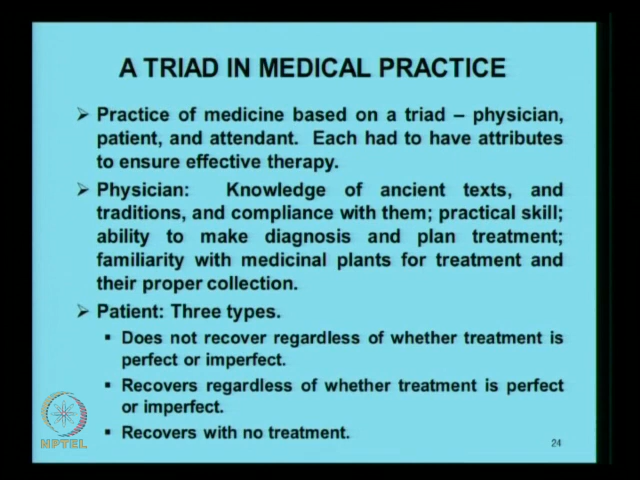 A TRIAD IN MEDICAL PRACTICE
➢ Practice of medicine based on a triad – physician,
patient, and attendant. Each had to have attributes
to ensure effective therapy.
➢ Physician: Knowledge of ancient texts, and
traditions, and compliance with them; practical skill;
ability to make diagnosis and plan treatment;
familiarity with medicinal plants for treatment and
their proper collection.
➢ Patient: Three types.
▪ Does not recover regardless of whether treatment is
perfect or imperfect.
▪ Recovers regardless of whether treatment is perfect
or imperfect.
▪ Recovers with no treatment.
NPTEL
24